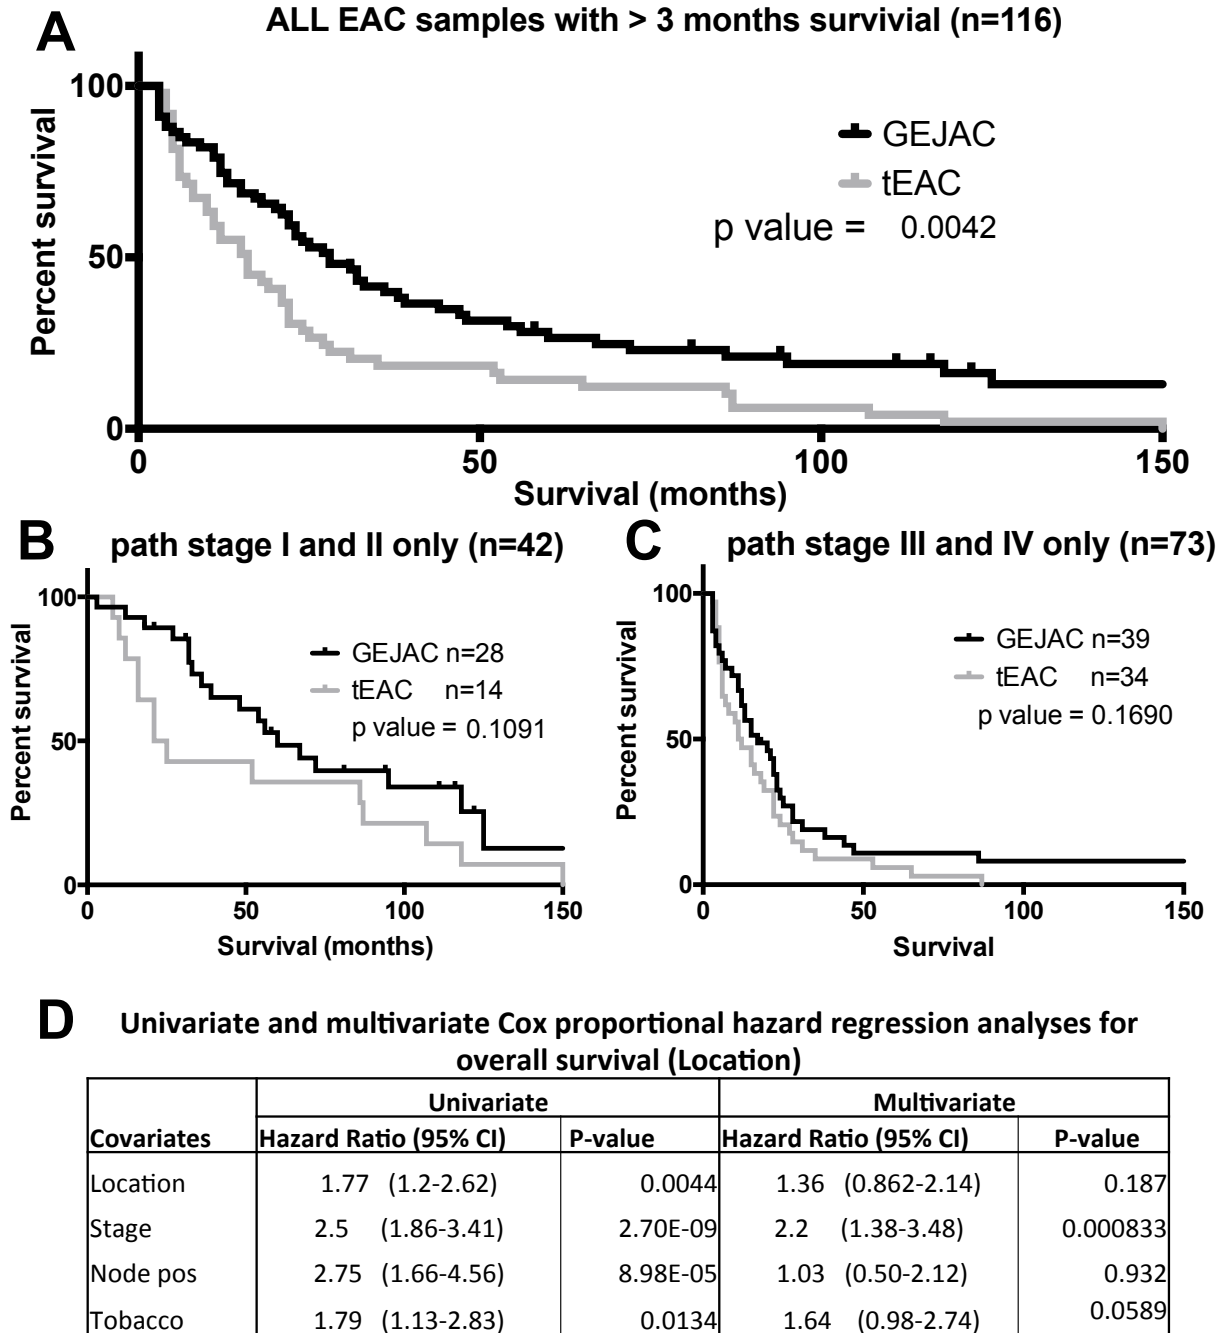 A
ALL EAC samples with > 3 months survivial (n=116)
Percent survival
100
50
0
GEJAC
tEAC
p value = 0.0042
0 50 100 150
Survival (months)
B
path stage I and II only (n=42)
Percent survival
100
50
0
GEJAC n=28
tEAC n=14
p value = 0.1091
0 50 100 150
Survival (months)
C
path stage III and IV only (n=73)
Percent survival
100
50
0
GEJAC n=39
tEAC n=34
p value = 0.1690
0 50 100 150
Survival
D
Univariate and multivariate Cox proportional hazard regression analyses for
overall survival (Location)
Univariate Multivariate
Covariates Hazard Ratio (95% CI) P-value Hazard Ratio (95% CI) P-value
Location 1.77 (1.2-2.62) 0.0044 1.36 (0.862-2.14) 0.187
Stage 2.5 (1.86-3.41) 2.70E-09 2.2 (1.38-3.48) 0.000833
Node pos 2.75 (1.66-4.56) 8.98E-05 1.03 (0.50-2.12) 0.932
Tobacco 1.79 (1.13-2.83) 0.0134 1.64 (0.98-2.74) 0.0589